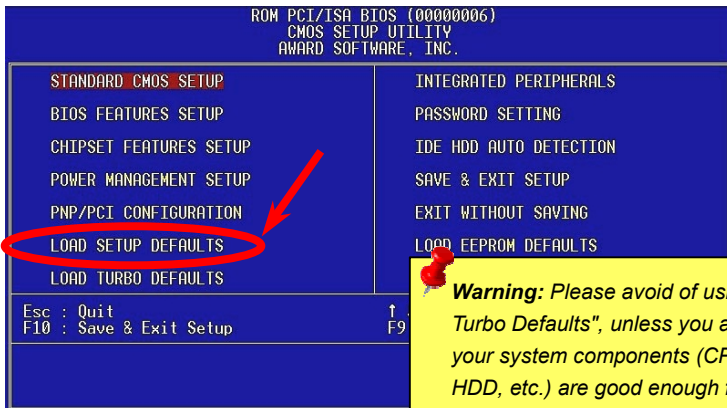 ROM PCI/ISA BIOS (00000006)
CMOS SETUP UTILITY
AWARD SOFTWARE, INC.
STANDARD CMOS SETUP
BIOS FEATURES SETUP
CHIPSET FEATURES SETUP
POWER MANAGEMENT SETUP
PNP/PCI CONFIGURATION
LOAD SETUP DEFAULTS
LOAD TURBO DEFAULTS
INTEGRATED PERIPHERALS
PASSWORD SETTING
IDE HDD AUTO DETECTION
SAVE & EXIT SETUP
EXIT WITHOUT SAVING
LOAD EEPROM DEFAULTS
Esc : Quit
F10 : Save & Exit Setup
↑
F9
Warning: Please avoid of
Turbo Defaults", unless you
your system components
HDD, etc.) are good enough